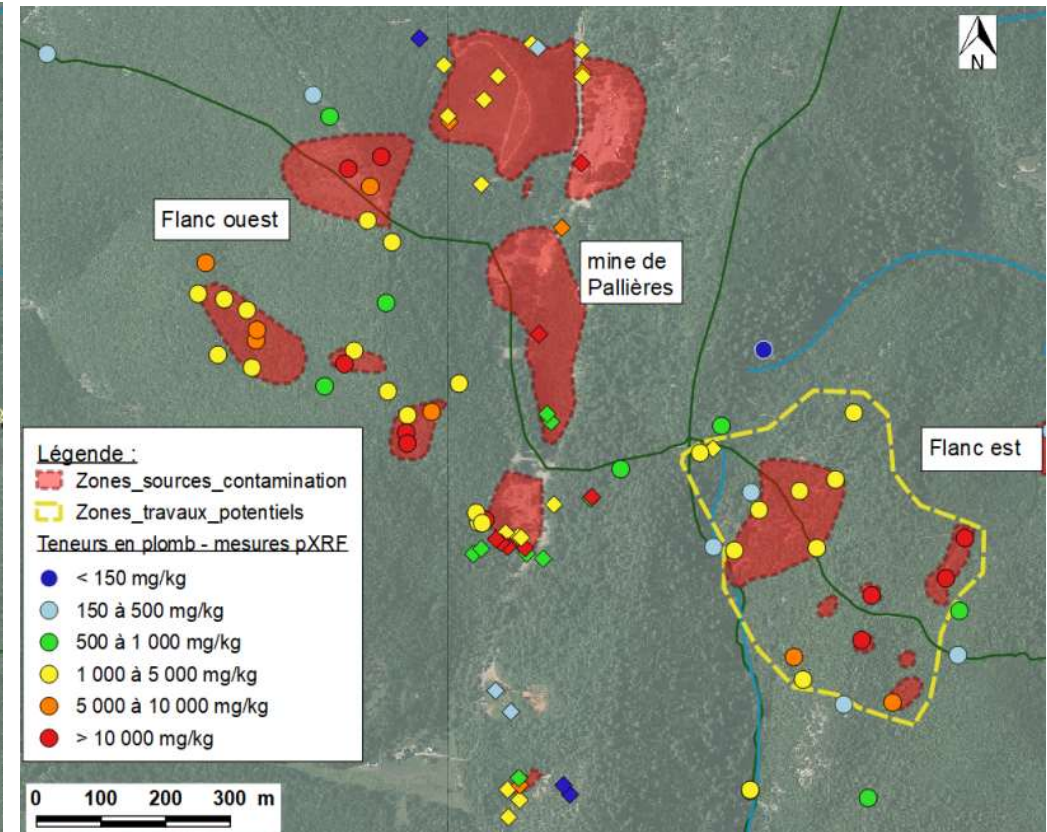 N
Flanc ouest
mine de
Pallières
Flanc est
Légende :
Zones_sources_contamination
Zones_travaux_potentiels
Teneurs en plomb - mesures pXRF
< 150 mg/kg
150 à 500 mg/kg
500 à 1 000 mg/kg
1 000 à 5 000 mg/kg
5 000 à 10 000 mg/kg
> 10 000 mg/kg
0 100 200 300 m